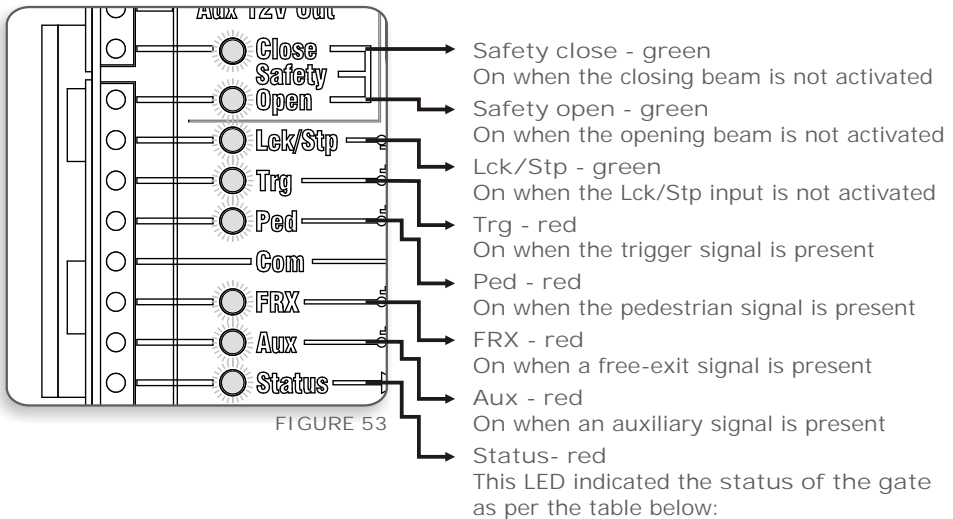 Aux 12V Out
Close
Safety
Open
Lck/Stp
Trg
Ped
Com
FRX
Aux
Status
FIGURE 53
Safety close - green
On when the closing beam is not activated
Safety open - green
On when the opening beam is not activated
Lck/Stp - green
On when the Lck/Stp input is not activated
Trg - red
On when the trigger signal is present
Ped - red
On when the pedestrian signal is present
FRX - red
On when a free-exit signal is present
Aux - red
On when an auxiliary signal is present
Status- red
This LED indicated the status of the gate
as per the table below: